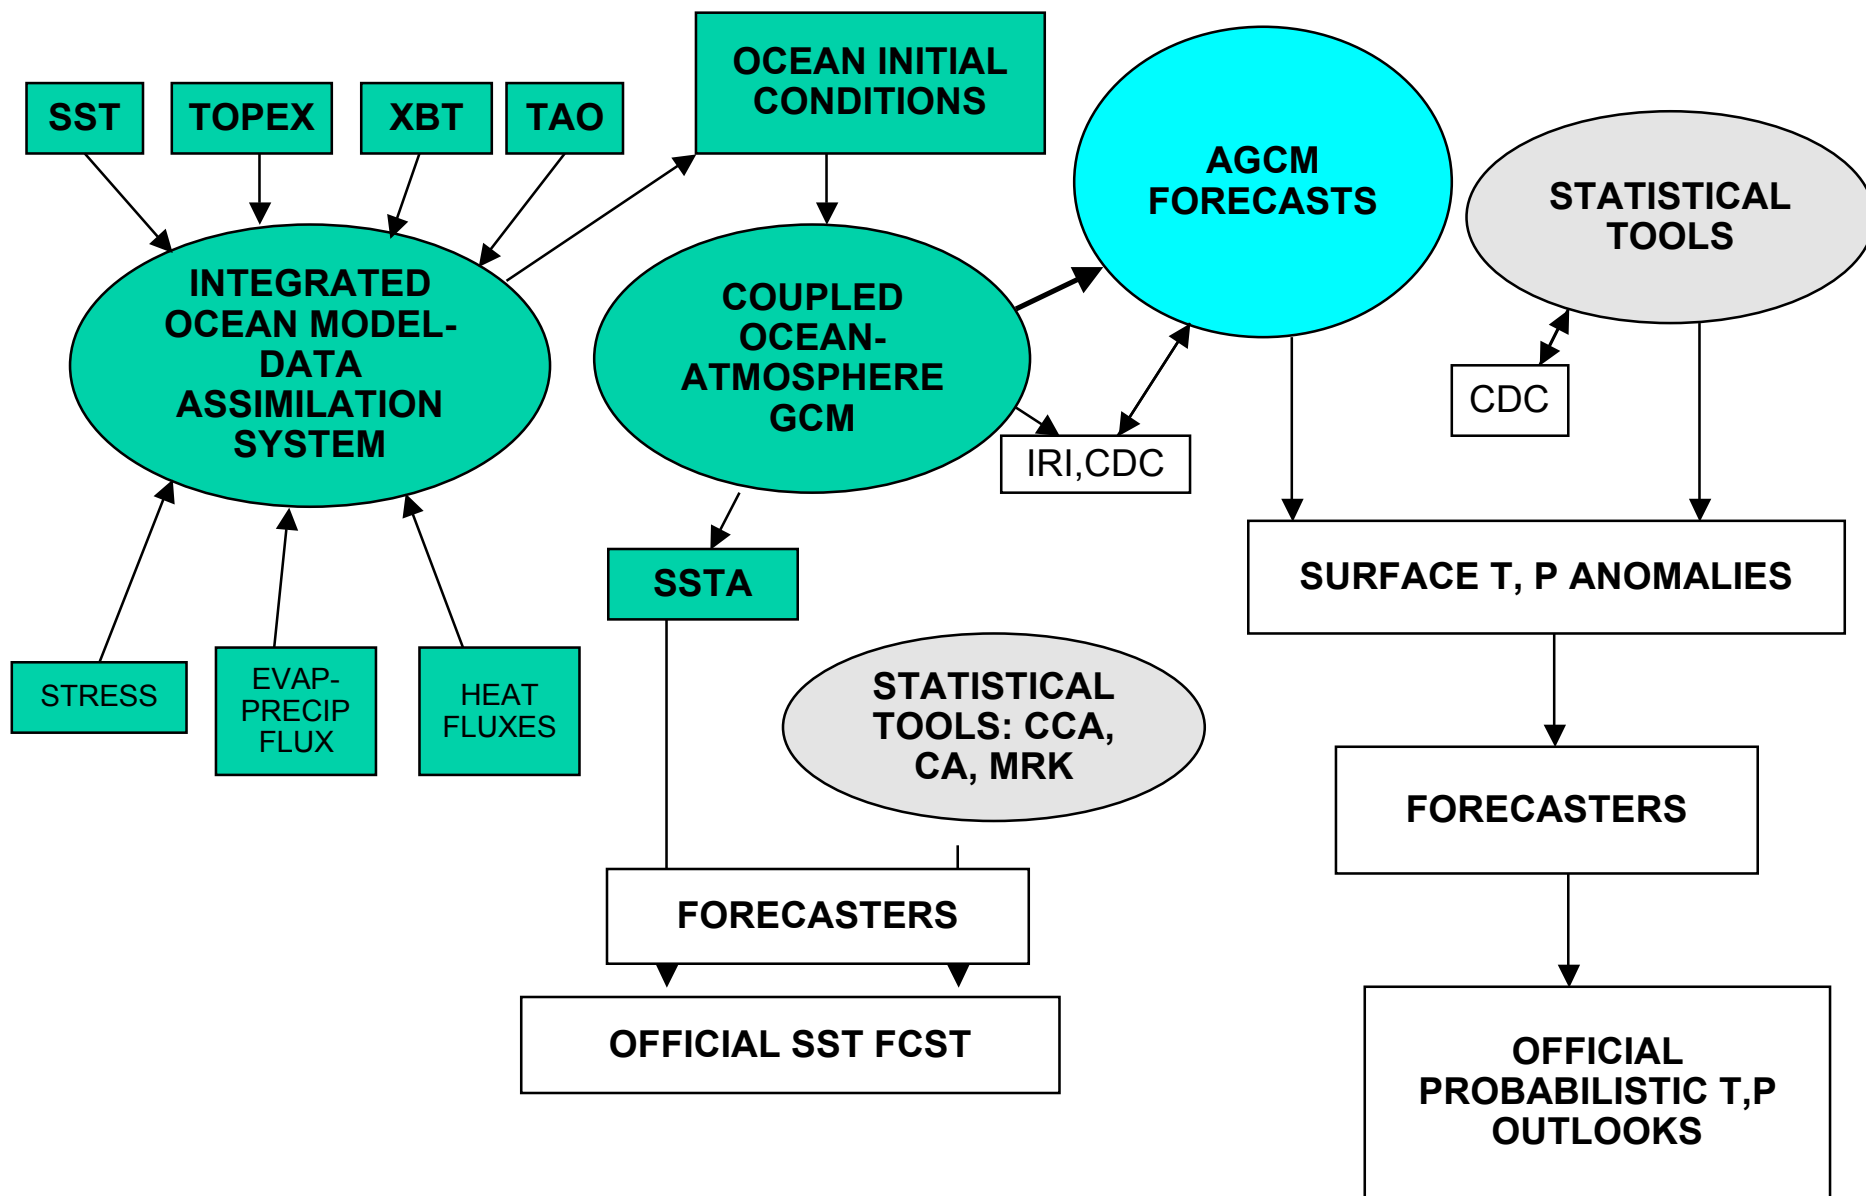 SST
TOPEX
XBT
TAO
OCEAN INITIAL
CONDITIONS
AGCM
FORECASTS
STATISTICAL
TOOLS
INTEGRATED
OCEAN MODEL-
DATA
ASSIMILATION
SYSTEM
COUPLED
OCEAN-
ATMOSPHERE
GCM
IRI,CDC
CDC
SSTA
SURFACE T, P ANOMALIES
STRESS
EVAP-
PRECIP
FLUX
HEAT
FLUXES
STATISTICAL
TOOLS: CCA,
CA, MRK
FORECASTERS
FORECASTERS
OFFICIAL SST FCST
OFFICIAL
PROBABILISTIC T,P
OUTLOOKS